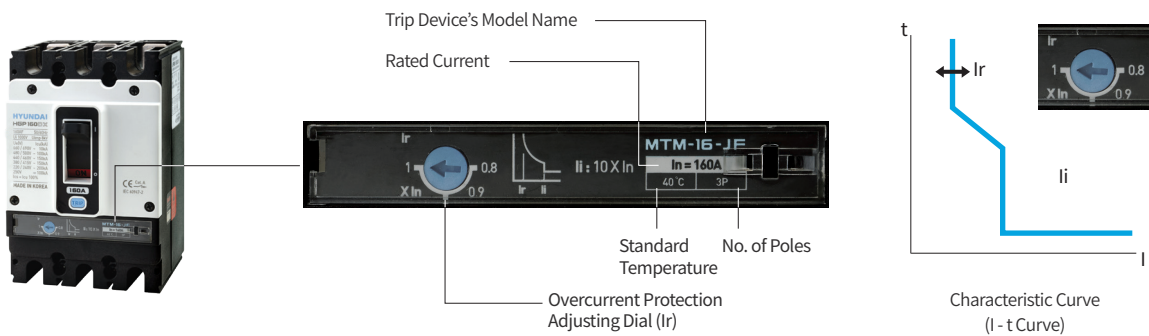 Trip Device's Model Name
Rated Current
HYUNDAI
MADE IN KOREA
160A
Ir
1
0.8
X In
0.9
Ir
Ii
Ii : 10 X In
MTM-16-JE
In = 160A
40°C
3P
Standard
Temperature
No. of Poles
Overcurrent Protection
Adjusting Dial (Ir)
t
Ir
Ii
I
Ir
1
0.8
X In
0.9
Characteristic Curve
(I - t Curve)